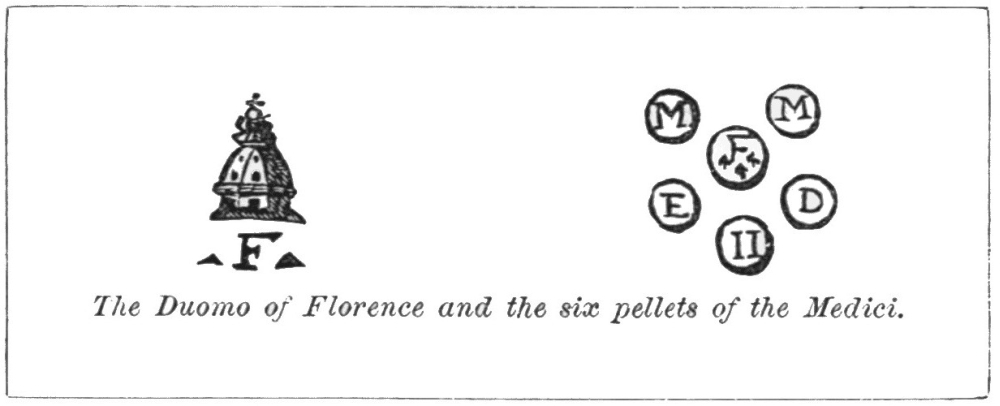 M M
F
E D
II
F
The Duomo of Florence and the six pellets of the Medici.